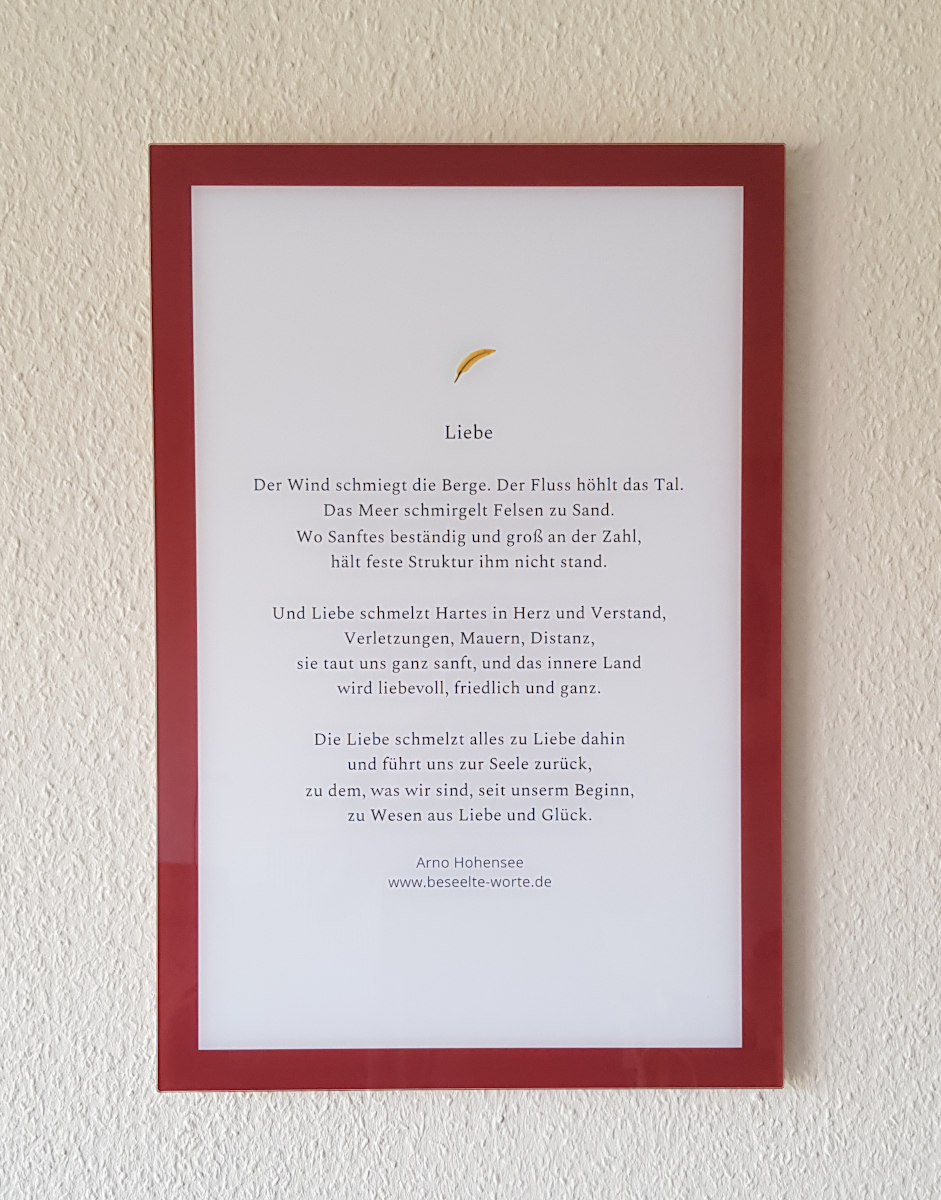 Liebe
Der Wind schmiegt die Berge. Der Fluss höhlt das Tal.
Das Meer schmirgelt Felsen zu Sand.
Wo Sanftes beständig und groß an der Zahl,
hält feste Struktur ihm nicht stand.
Und Liebe schmelzt Hartes in Herz und Verstand,
Verletzungen, Mauern, Distanz,
sie taut uns ganz sanft, und das innere Land
wird liebevoll, friedlich und ganz.
Die Liebe schmelzt alles zu Liebe dahin
und führt uns zur Seele zurück,
zu dem, was wir sind, seit unserm Beginn,
zu Wesen aus Liebe und Glück.
Arno Hohensee
www.beseelte-worte.de